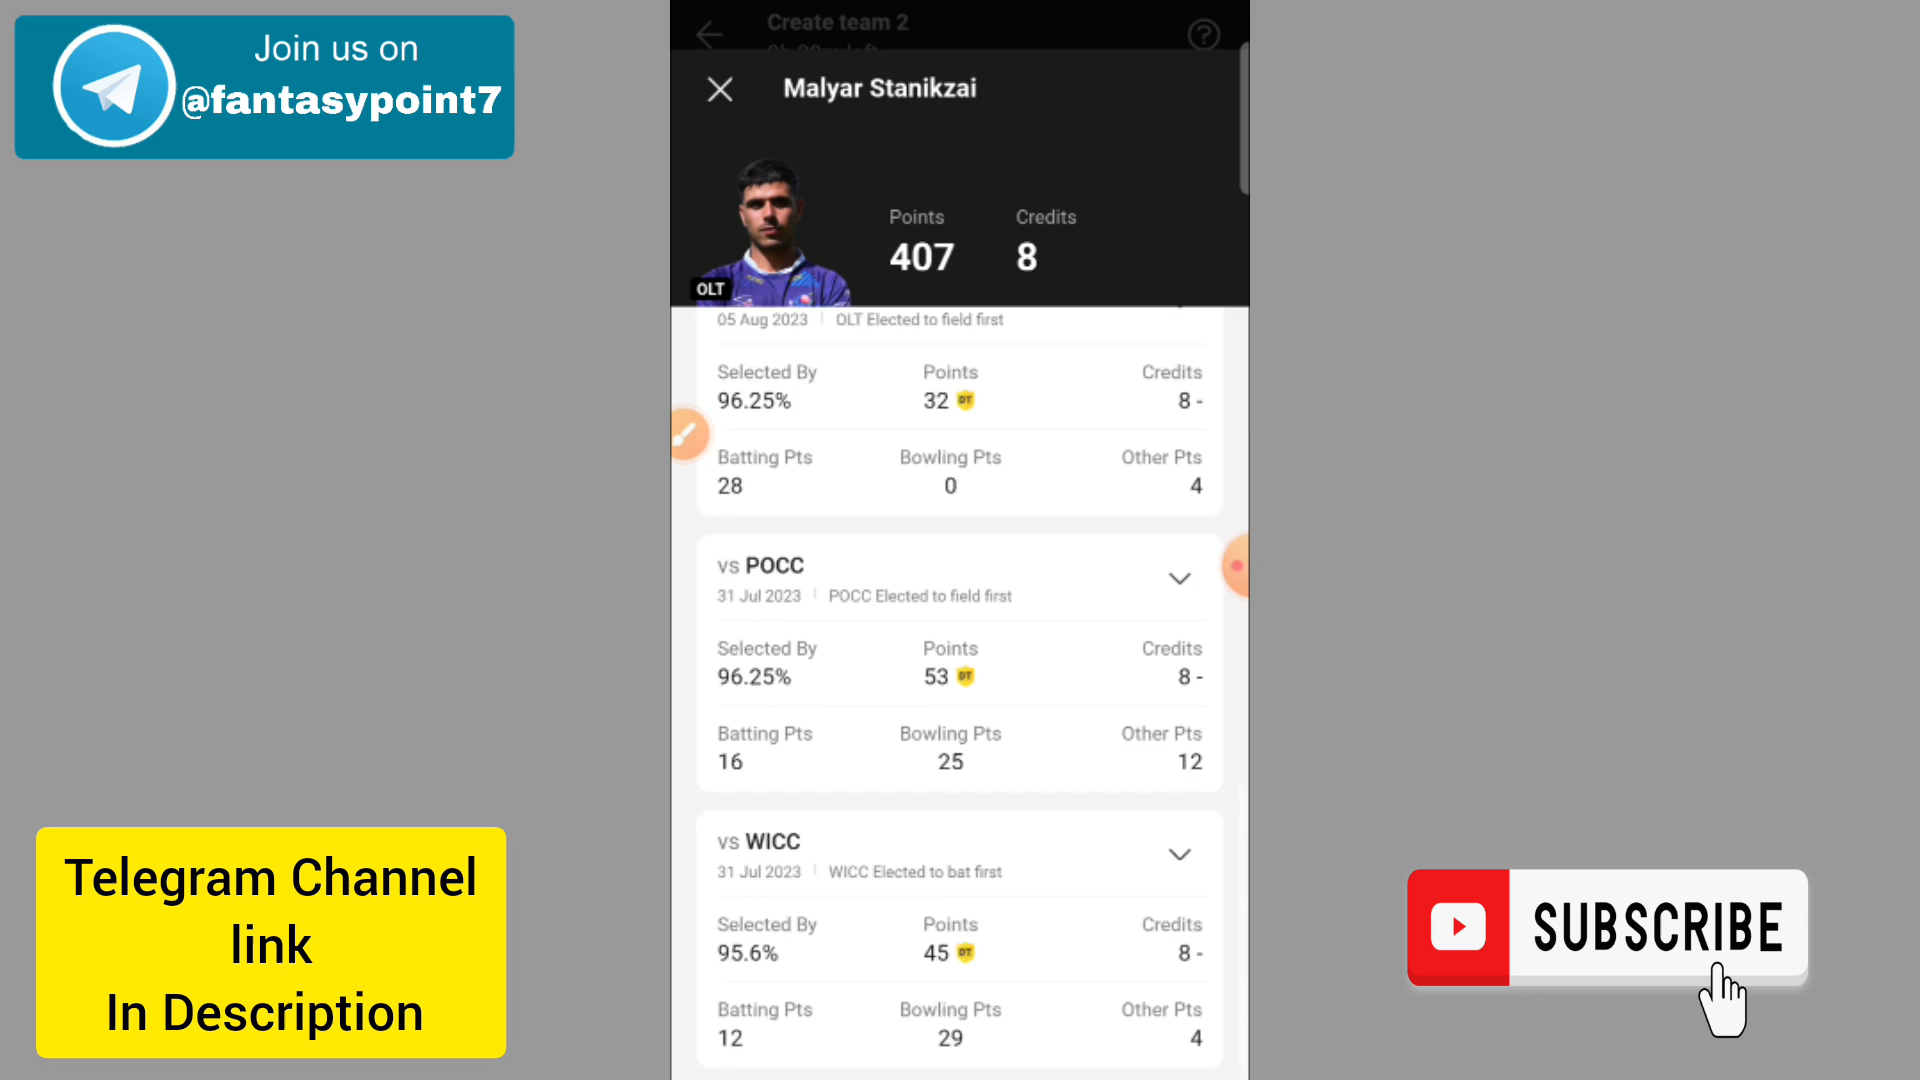 Join us on
@fantasypoint7
Create team 2
Malyar Stanikzai
Points
Credits
407
8
OLT
05 Aug 2023
OLT Elected to field first
Selected By
Points
Credits
96.25%
32 DT
8 -
Batting Pts
Bowling Pts
Other Pts
28
0
4
vs POCC
31 Jul 2023
POCC Elected to field first
Selected By
Points
Credits
96.25%
53 DT
8 -
Batting Pts
Bowling Pts
Other Pts
16
25
12
vs WICC
31 Jul 2023
WICC Elected to bat first
Selected By
Points
Credits
95.6%
45 DT
8 -
Batting Pts
Bowling Pts
Other Pts
12
29
4
Telegram Channel
link
In Description
SUBSCRIBE